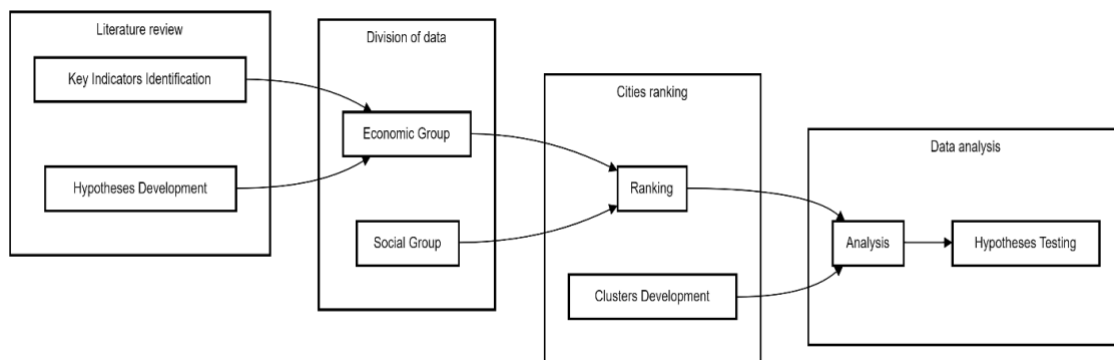 Literature review
Key Indicators Identification
Hypotheses Development
Division of data
Economic Group
Social Group
Cities ranking
Ranking
Clusters Development
Data analysis
Analysis
Hypotheses Testing